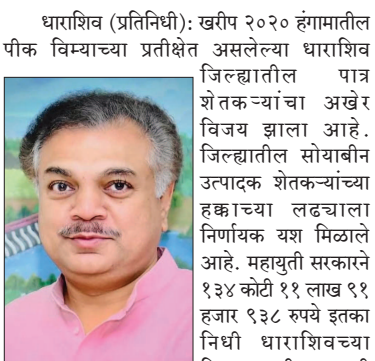 धाराशिव (प्रतिनिधी): खरीप २०२० हंगामातील
पीक विम्याच्या प्रतीक्षेत असलेल्या धाराशिव
जिल्ह्यातील पात्र
शेतकऱ्यांचा अखेर
विजय झाला आहे.
जिल्ह्यातील सोयाबीन
उत्पादक शेतकऱ्यांच्या
हक्काच्या लढ्याला
निर्णायक यश मिळाले
आहे. महायुती सरकारने
१३४ कोटी ११ लाख ९१
हजार ९३८ रुपये इतका
निधी धाराशिवच्या